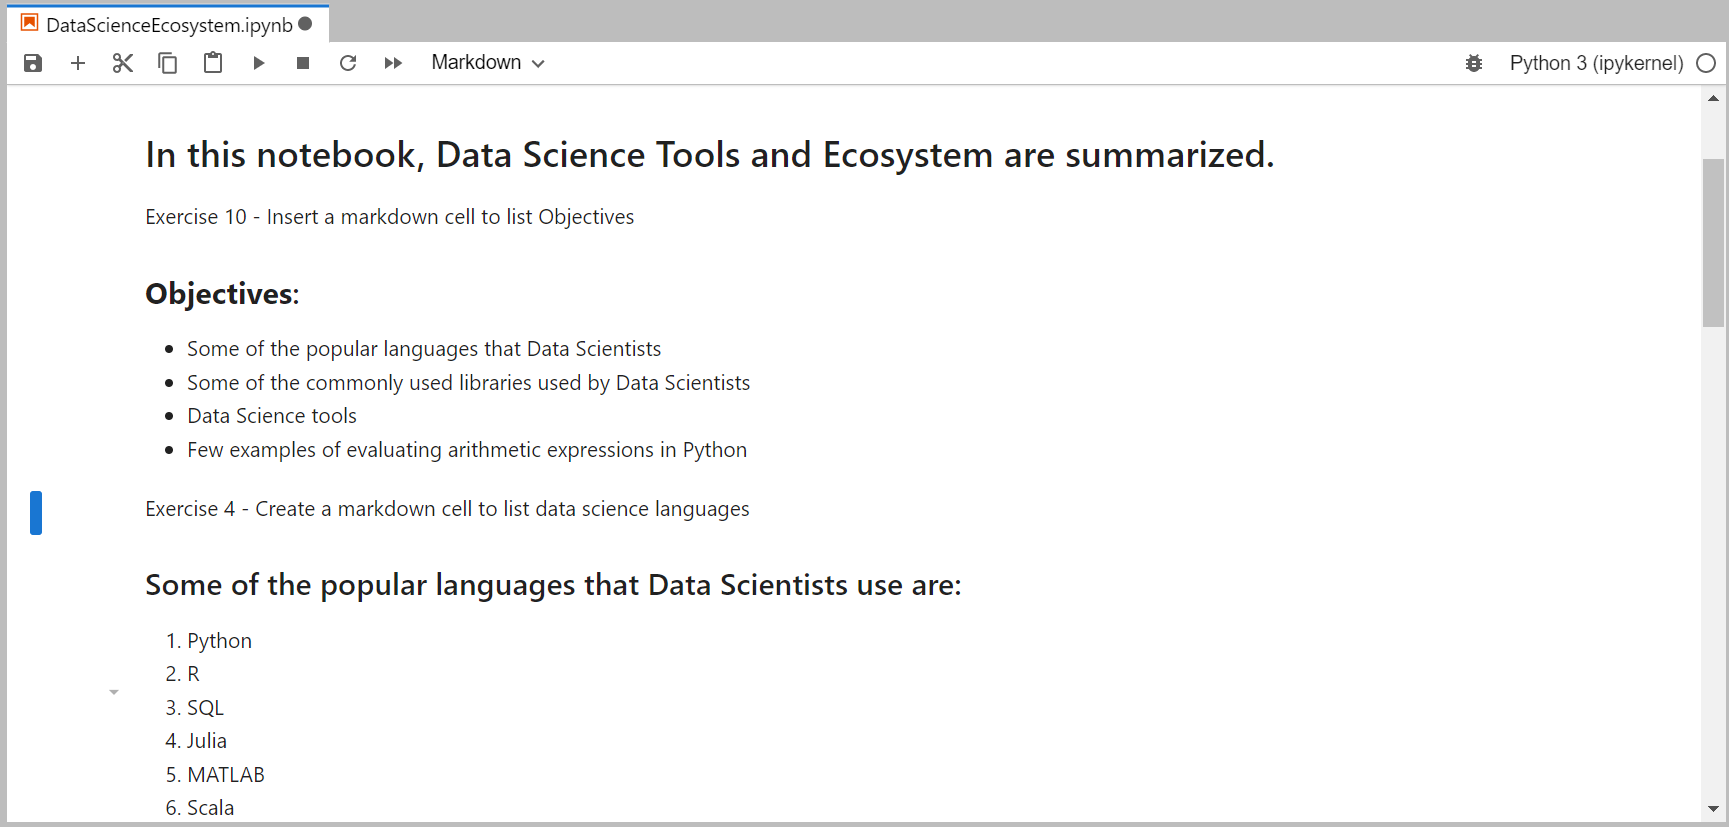 DataScienceEcosystem.ipynb
Markdown
Python 3 (ipykernel)
In this notebook, Data Science Tools and Ecosystem are summarized.
Exercise 10 - Insert a markdown cell to list Objectives
Objectives:
Some of the popular languages that Data Scientists
Some of the commonly used libraries used by Data Scientists
Data Science tools
Few examples of evaluating arithmetic expressions in Python
Exercise 4 - Create a markdown cell to list data science languages
Some of the popular languages that Data Scientists use are:
1. Python
2. R
3. SQL
4. Julia
5. MATLAB
6. Scala